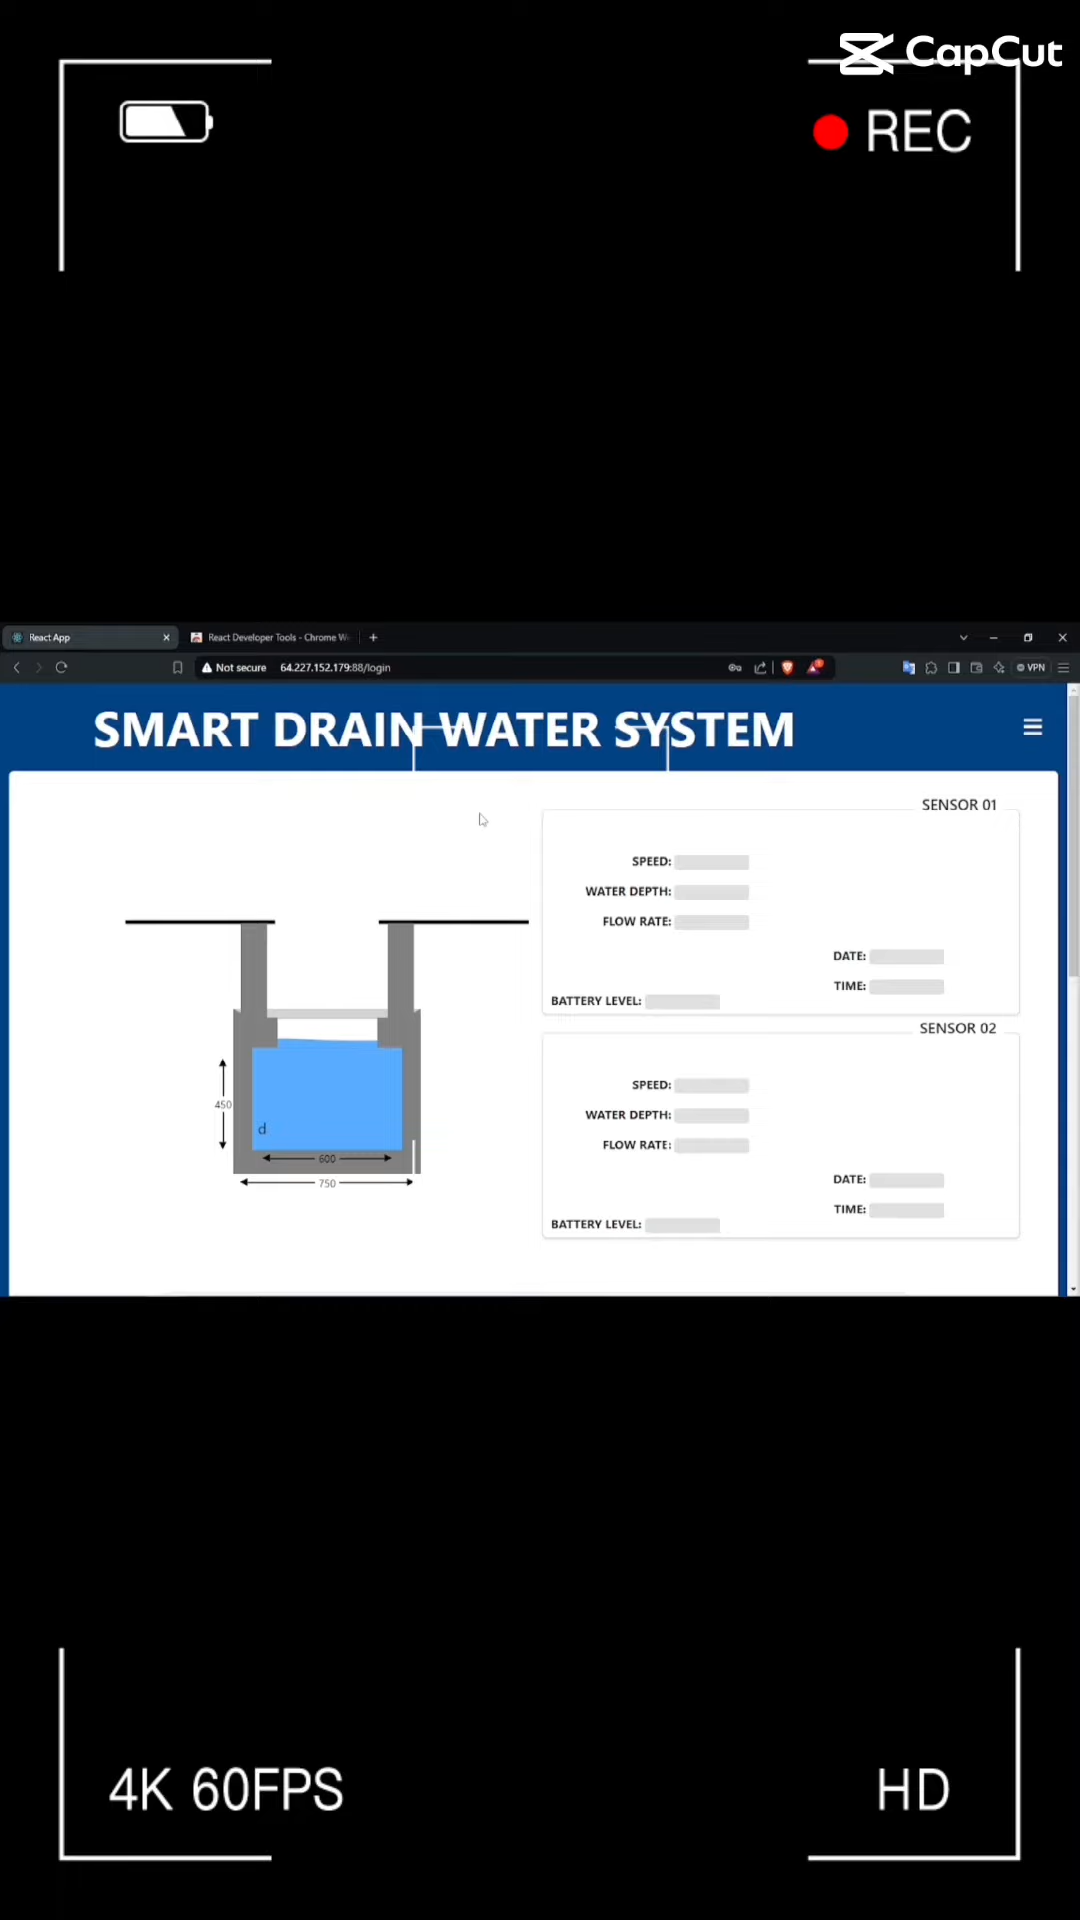 CapCut
REC
React App
React Developer Tools - Chrome W
Not secure
64.227.152.179:88/login
VPN
SMART DRAIN WATER SYSTEM
SENSOR 01
SPEED:
WATER DEPTH:
FLOW RATE:
DATE:
TIME:
BATTERY LEVEL:
SENSOR 02
SPEED:
WATER DEPTH:
FLOW RATE:
DATE:
TIME:
BATTERY LEVEL:
450
d
600
750
4K 60FPS
HD